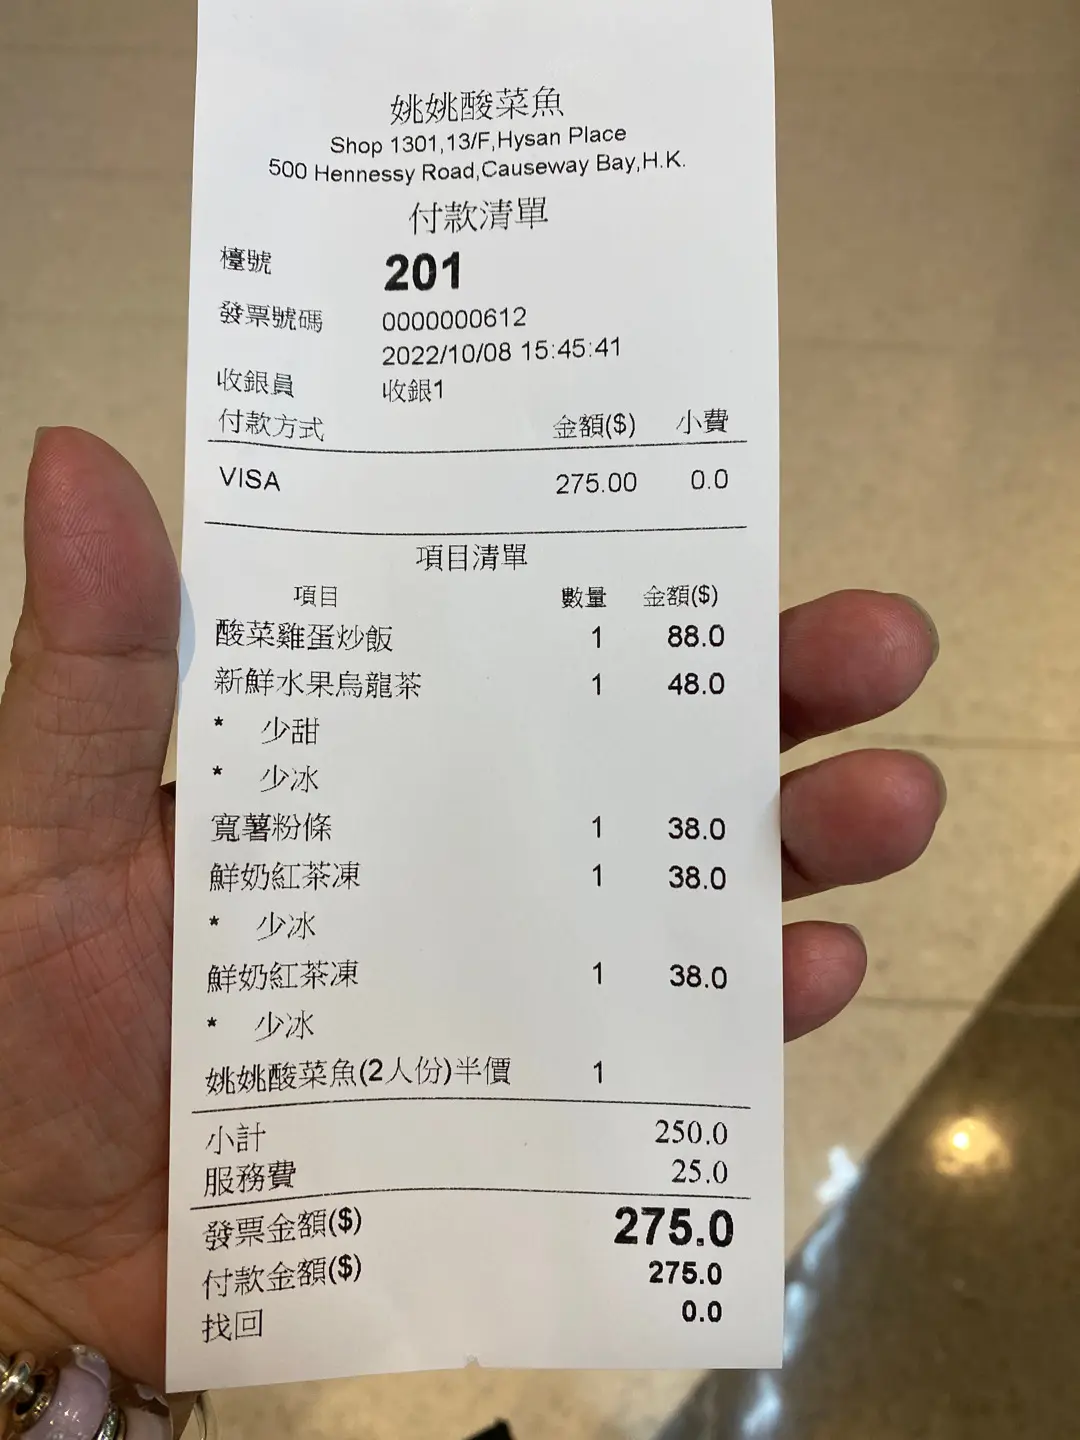 姚姚酸菜魚
Shop 1301,13/F,Hysan Place
500 Hennessy Road,Causeway Bay,H.K.
付款清單
檯號 201
發票號碼 0000000612
2022/10/08 15:45:41
收銀員 收銀1
付款方式 金額($) 小費
VISA 275.00 0.0
項目清單
項目 數量 金額($)
酸菜雞蛋炒飯 1 88.0
新鮮水果烏龍茶 1 48.0
* 少甜
* 少冰
寬薯粉條 1 38.0
鮮奶紅茶凍 1 38.0
* 少冰
鮮奶紅茶凍 1 38.0
* 少冰
姚姚酸菜魚(2人份)半價 1
小計 250.0
服務費 25.0
發票金額($) 275.0
付款金額($) 275.0
找回 0.0